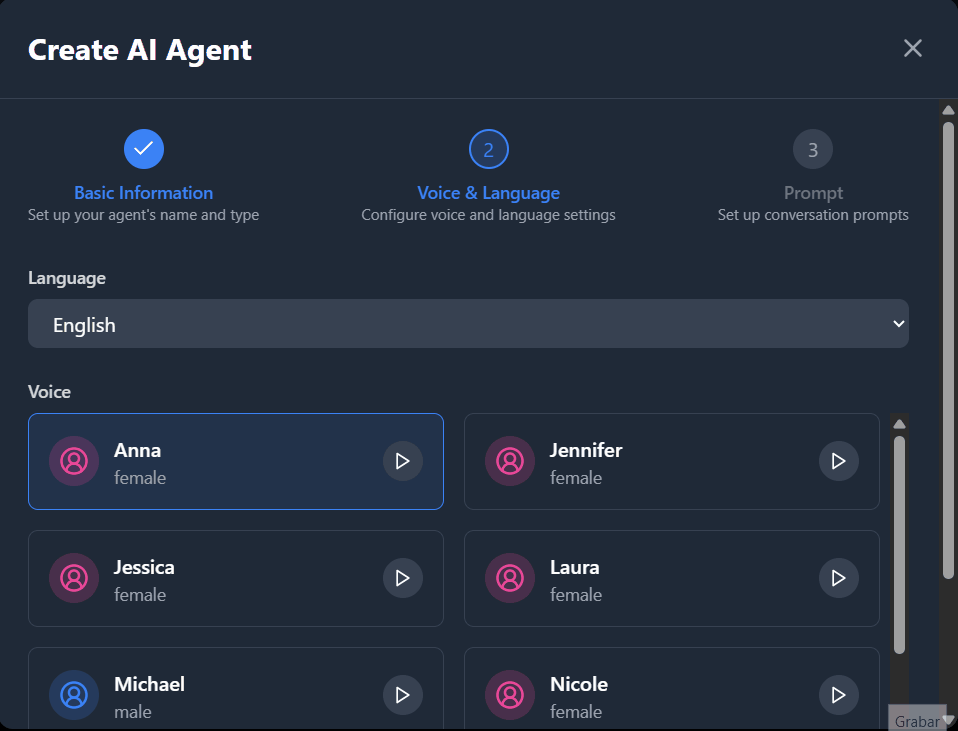 Create AI Agent
2
3
Basic Information
Voice & Language
Prompt
Set up your agent's name and type
Configure voice and language settings
Set up conversation prompts
Language
English
Voice
Anna
female
Jennifer
female
Jessica
female
Laura
female
Michael
male
Nicole
female
Grabar